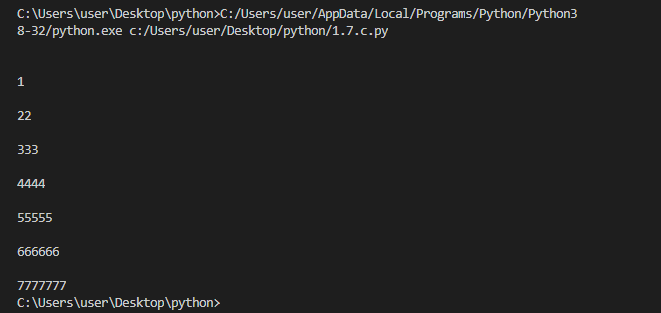 C:\Users\user\Desktop\python>C:/Users/user/AppData/Local/Programs/Python/Python3
8-32/python.exe c:/Users/user/Desktop/python/1.7.c.py
1
22
333
4444
55555
666666
7777777
C:\Users\user\Desktop\python>